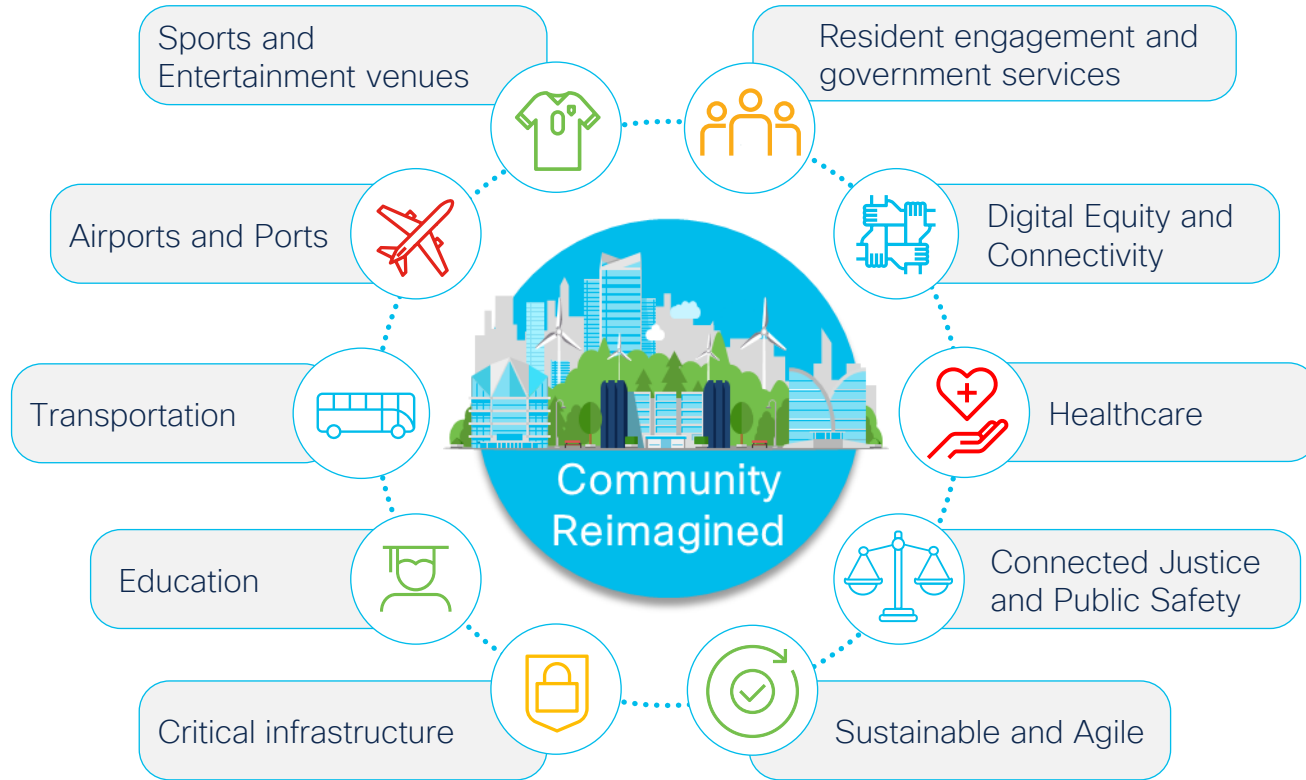 Sports and
Entertainment venues
Resident engagement and
government services
Airports and Ports
Digital Equity and
Connectivity
Transportation
Healthcare
Community
Reimagined
Education
Connected Justice
and Public Safety
Critical infrastructure
Sustainable and Agile